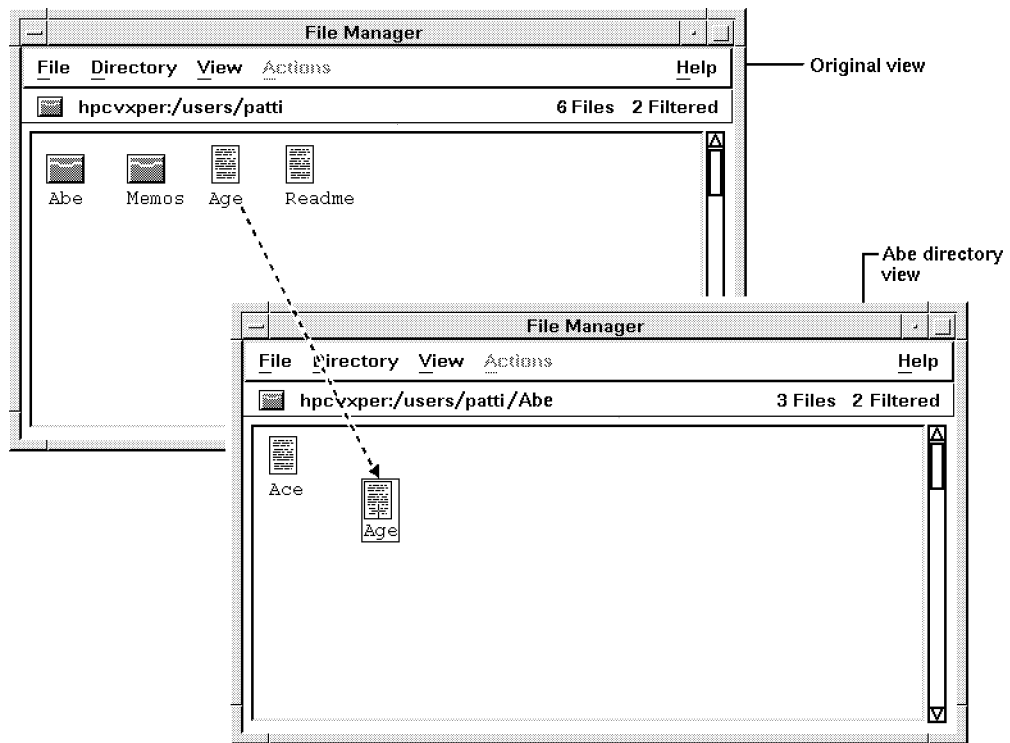 File Manager
File Directory View Actions Help
Original view
hpcvxper:/users/patti 6 Files 2 Filtered
Abe Memos Age Readme
Abe directory
view
File Manager
File Directory View Actions Help
hpcvxper:/users/patti/Abe 3 Files 2 Filtered
Ace
Age